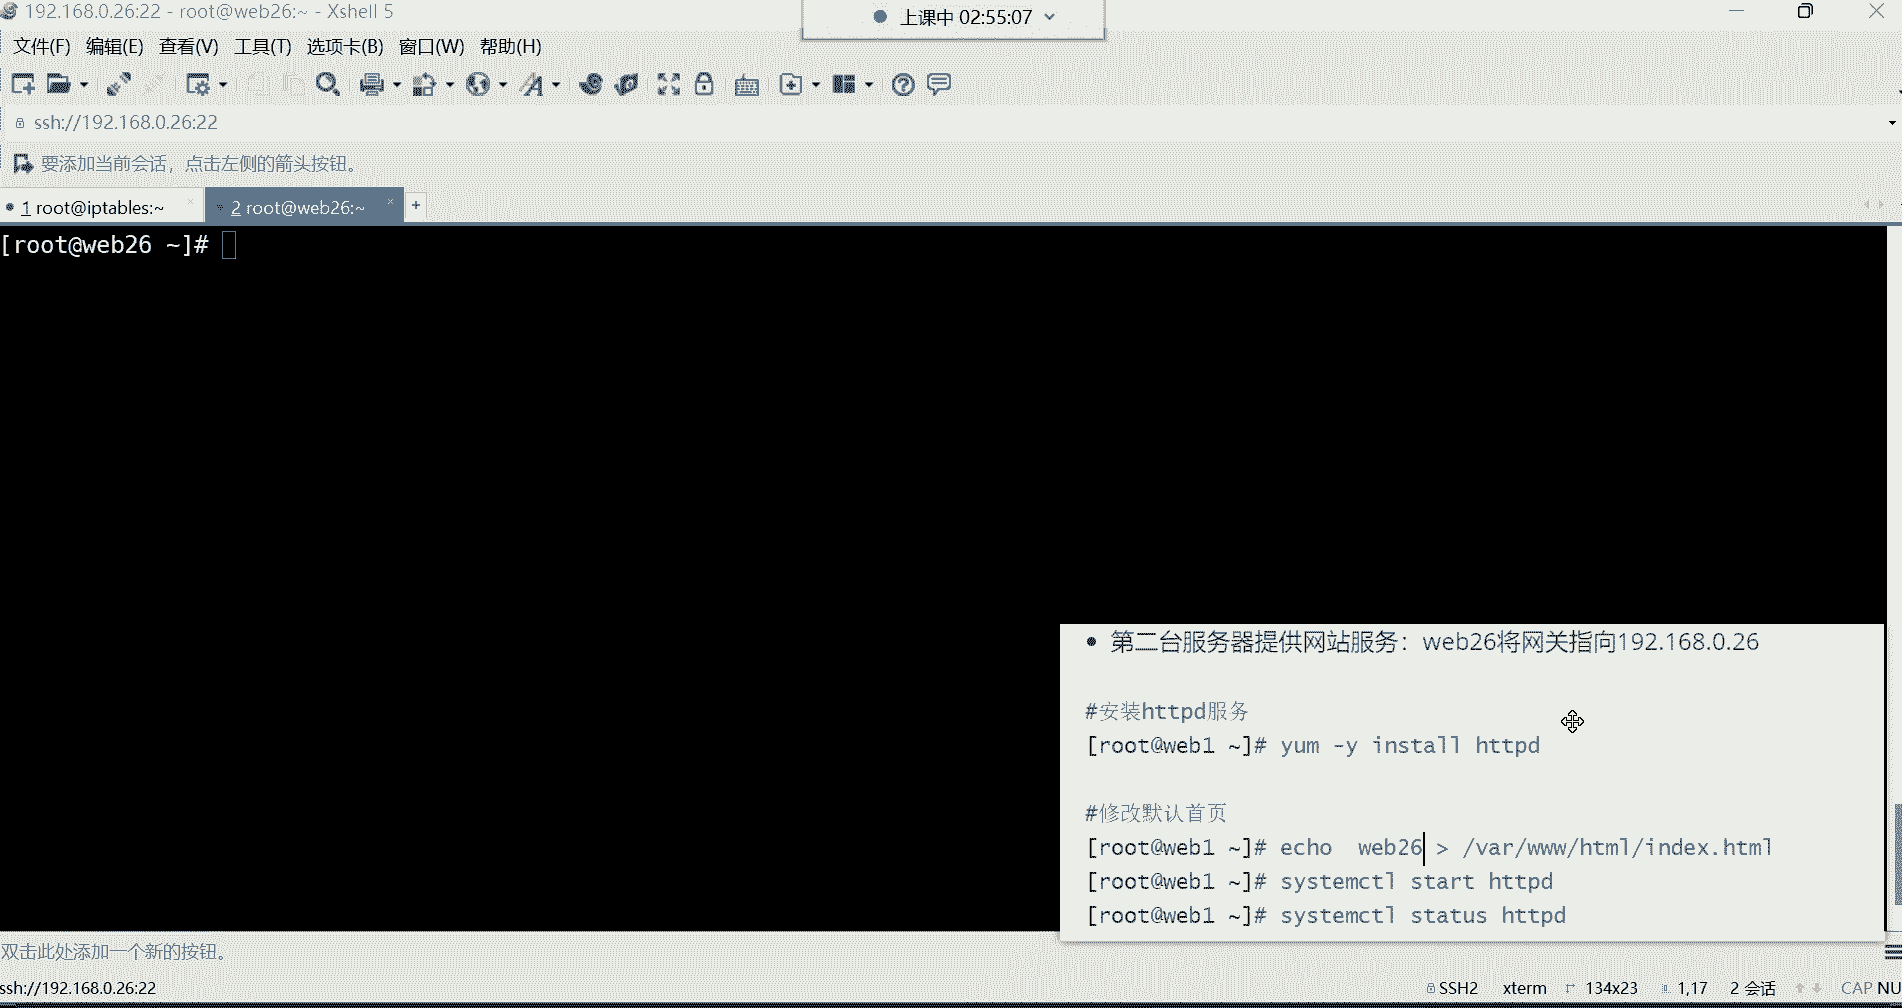 192.168.0.26:22 - root@web26:~ - Xshell 5
上课中 02:55:07
文件(F) 编辑(E) 查看(V) 工具(T) 选项卡(B) 窗口(W) 帮助(H)
ssh://192.168.0.26:22
要添加当前会话，点击左侧的箭头按钮。
1 root@iptables:~
2 root@web26:~
[root@web26 ~]#
● 第二台服务器提供网站服务：web26将网关指向192.168.0.26
#安装httpd服务
[root@web1 ~]# yum -y install httpd
#修改默认首页
[root@web1 ~]# echo  web26 > /var/www/html/index.html
[root@web1 ~]# systemctl start httpd
[root@web1 ~]# systemctl status httpd
双击此处添加一个新的按钮。
ssh://192.168.0.26:22
SSH2 xterm 134x23 1,17 2 会话 CAP NU